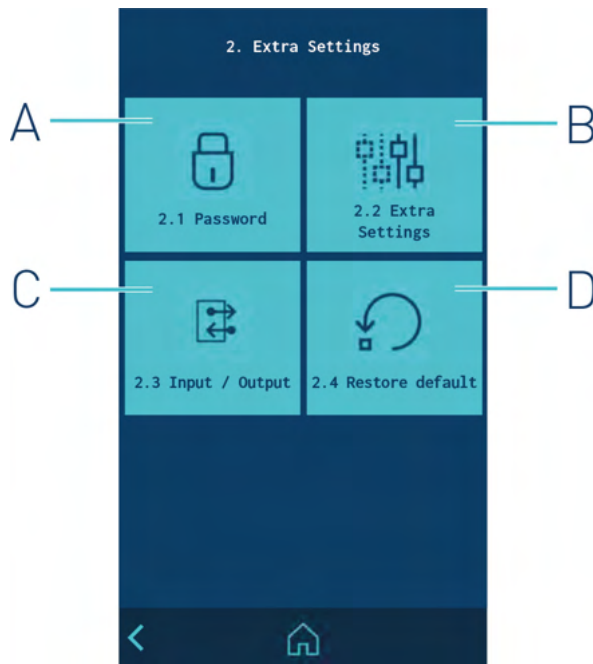 2. Extra Settings
A
B
2.1 Password
2.2 Extra
Settings
C
D
2.3 Input / Output
2.4 Restore default